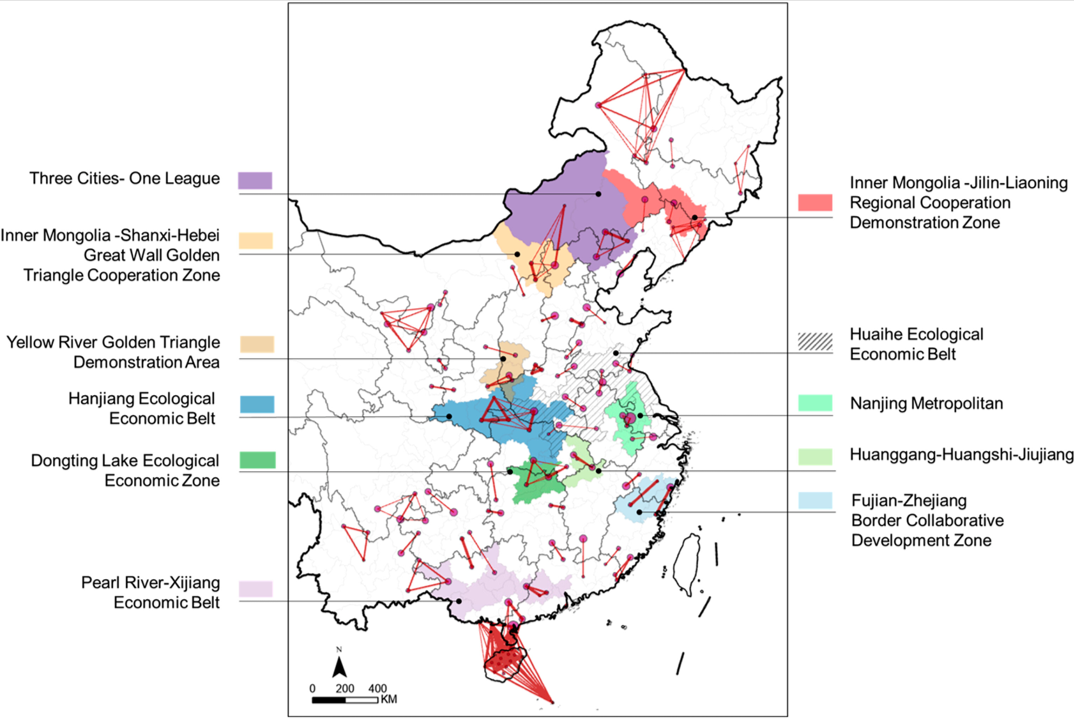 Three Cities- One League
Inner Mongolia -Shanxi-Hebei
Great Wall Golden
Triangle Cooperation Zone
Yellow River Golden Triangle
Demonstration Area
Hanjiang Ecological
Economic Belt
Dongting Lake Ecological
Economic Zone
Pearl River-Xijiang
Economic Belt
Inner Mongolia -Jilin-Liaoning
Regional Cooperation
Demonstration Zone
Huaihe Ecological
Economic Belt
Nanjing Metropolitan
Huanggang-Huangshi-Jiujiang
Fujian-Zhejiang
Border Collaborative
Development Zone
N
0 200 400
KM